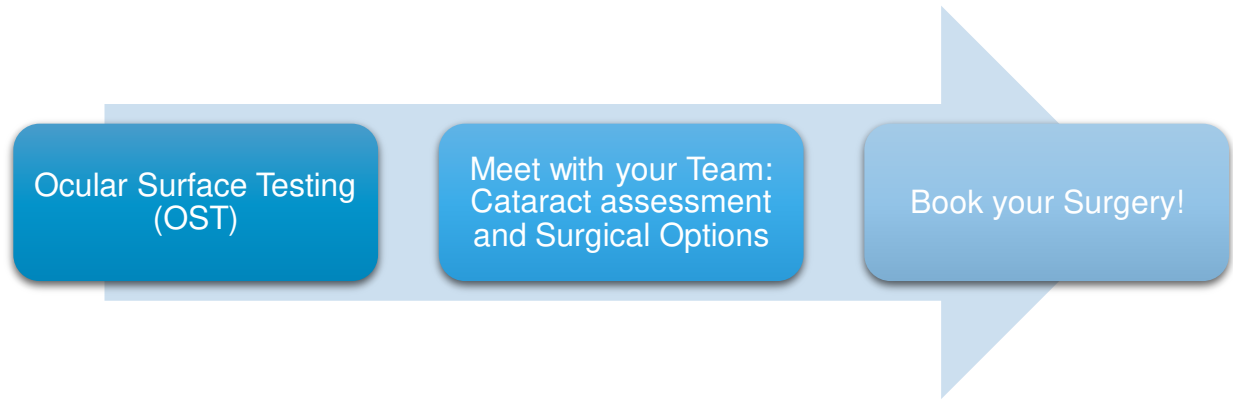 Ocular Surface Testing
(OST)
Meet with your Team:
Cataract assessment
and Surgical Options
Book your Surgery!